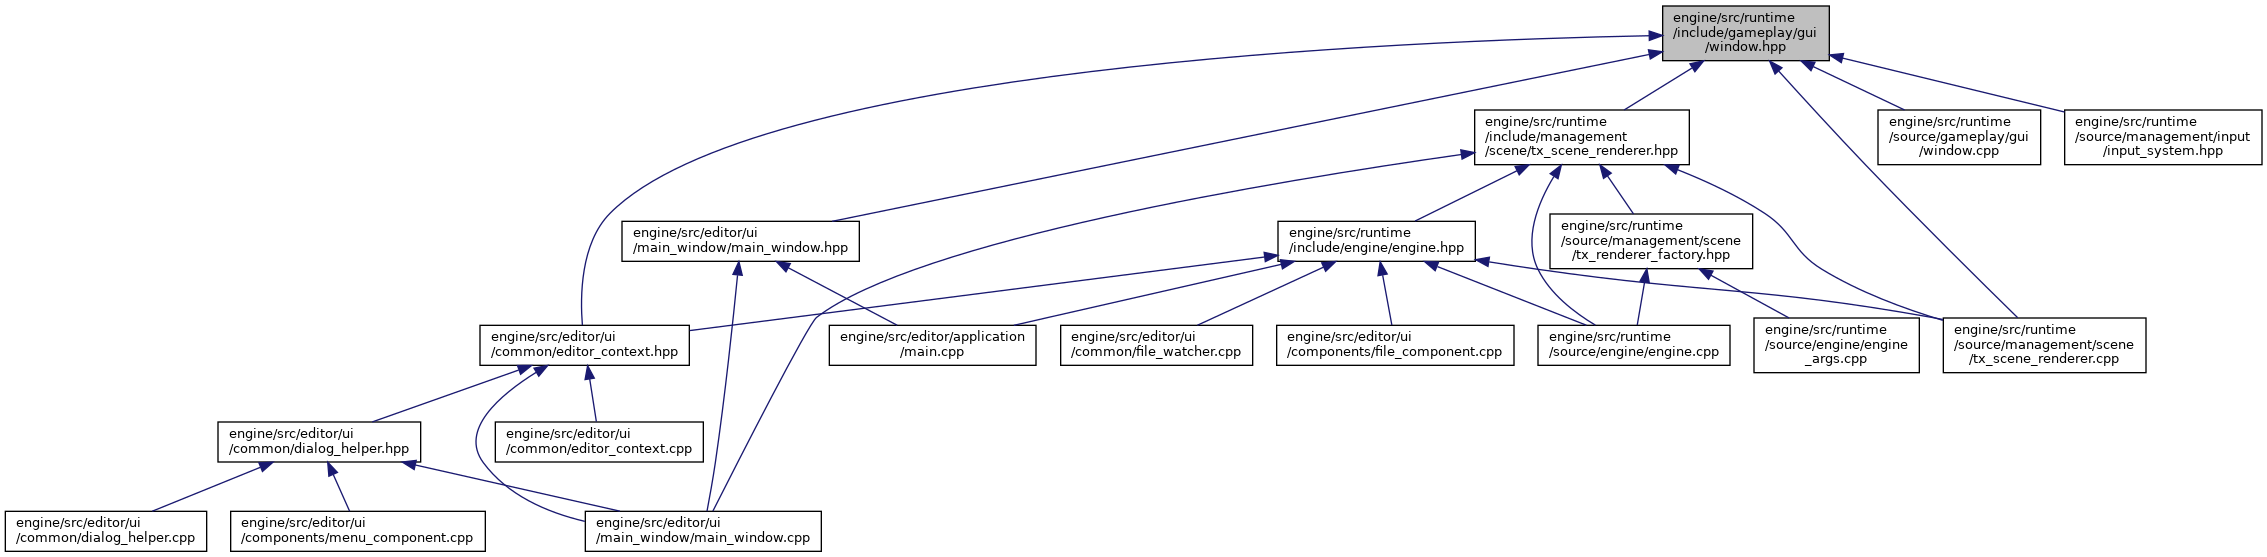 engine/src/runtime
/include/gameplay/gui
/window.hpp
engine/src/runtime
/include/management
/scene/tx_scene_renderer.hpp
engine/src/runtime
/source/gameplay/gui
/window.cpp
engine/src/runtime
/source/management/input
/input_system.hpp
engine/src/editor/ui
/main_window/main_window.hpp
engine/src/runtime
/include/engine/engine.hpp
engine/src/runtime
/source/management/scene
/tx_renderer_factory.hpp
engine/src/editor/ui
/common/editor_context.hpp
engine/src/editor/application
/main.cpp
engine/src/editor/ui
/common/file_watcher.cpp
engine/src/editor/ui
/components/file_component.cpp
engine/src/runtime
/source/engine/engine.cpp
engine/src/runtime
/source/engine/engine
_args.cpp
engine/src/runtime
/source/management/scene
/tx_scene_renderer.cpp
engine/src/editor/ui
/common/dialog_helper.hpp
engine/src/editor/ui
/common/editor_context.cpp
engine/src/editor/ui
/common/dialog_helper.cpp
engine/src/editor/ui
/components/menu_component.cpp
engine/src/editor/ui
/main_window/main_window.cpp